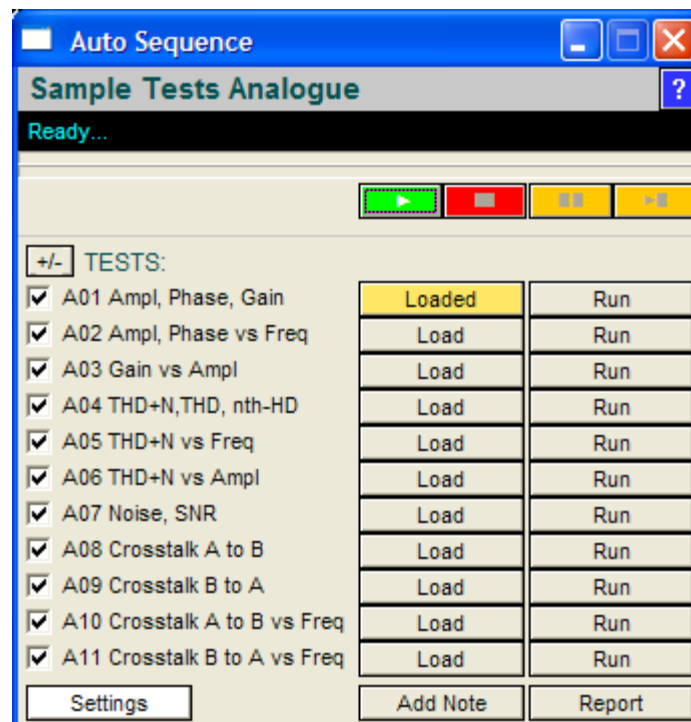 Auto Sequence
Sample Tests Analogue ?
Ready...
+/- TESTS:
A01 Ampl, Phase, Gain Loaded Run
A02 Ampl, Phase vs Freq Load Run
A03 Gain vs Ampl Load Run
A04 THD+N,THD, nth-HD Load Run
A05 THD+N vs Freq Load Run
A06 THD+N vs Ampl Load Run
A07 Noise, SNR Load Run
A08 Crosstalk A to B Load Run
A09 Crosstalk B to A Load Run
A10 Crosstalk A to B vs Freq Load Run
A11 Crosstalk B to A vs Freq Load Run
Settings Add Note Report